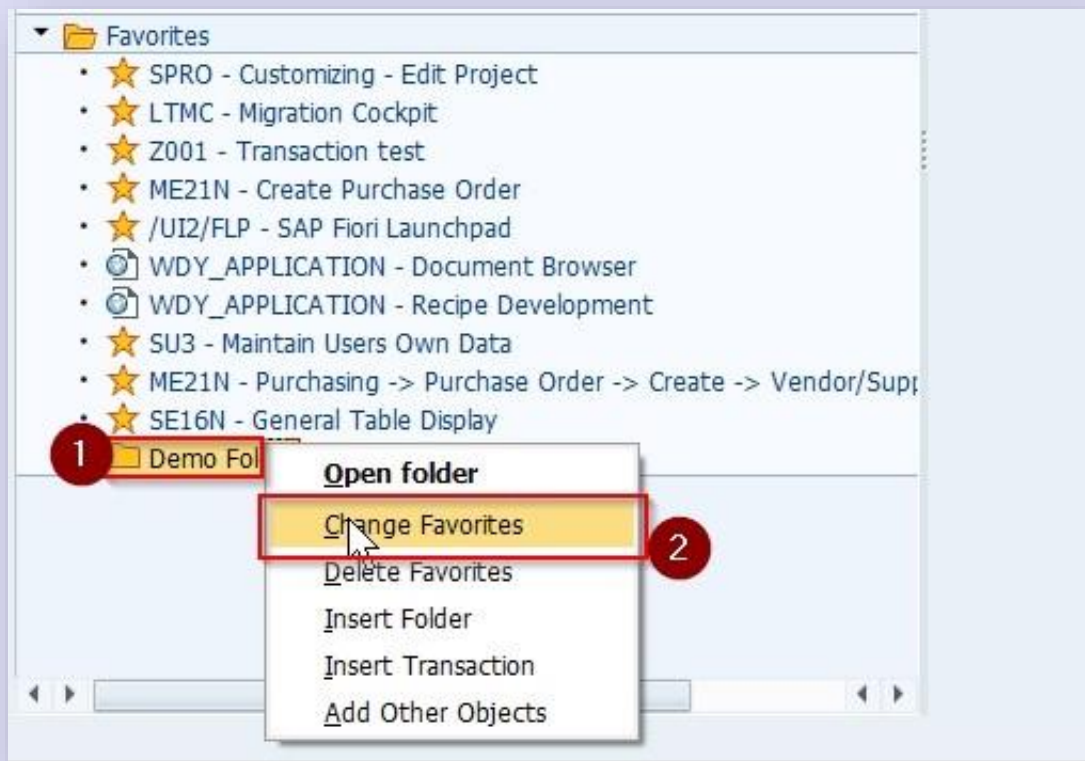 Favorites
SPRO - Customizing - Edit Project
LTMC - Migration Cockpit
Z001 - Transaction test
ME21N - Create Purchase Order
/UI2/FLP - SAP Fiori Launchpad
WDY_APPLICATION - Document Browser
WDY_APPLICATION - Recipe Development
SU3 - Maintain Users Own Data
ME21N - Purchasing -> Purchase Order -> Create -> Vendor/Supp
SE16N - General Table Display
1 Demo Fol
Open folder
Change Favorites 2
Delete Favorites
Insert Folder
Insert Transaction
Add Other Objects